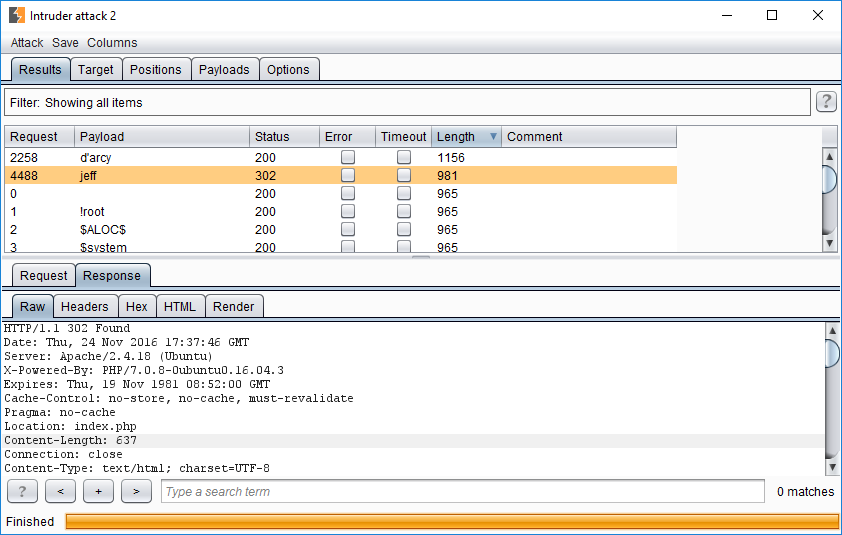 Intruder attack 2
Attack Save Columns
Results Target Positions Payloads Options
Filter: Showing all items ?
Request Payload Status Error Timeout Length Comment
2258 d'arcy 200 1156
4488 jeff 302 981
0 200 965
1 !root 200 965
2 $ALOC$ 200 965
3 $system 200 965
Request Response
Raw Headers Hex HTML Render
HTTP/1.1 302 Found
Date: Thu, 24 Nov 2016 17:37:46 GMT
Server: Apache/2.4.18 (Ubuntu)
X-Powered-By: PHP/7.0.8-0ubuntu0.16.04.3
Expires: Thu, 19 Nov 1981 08:52:00 GMT
Cache-Control: no-store, no-cache, must-revalidate
Pragma: no-cache
Location: index.php
Content-Length: 637
Connection: close
Content-Type: text/html; charset=UTF-8
? < + > Type a search term 0 matches
Finished